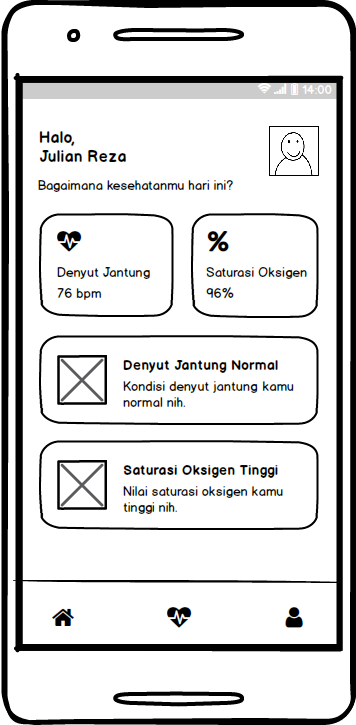 14:00
Halo,
Julian Reza
Bagaimana kesehatanmu hari ini?
Denyut Jantung
76 bpm
%
Saturasi Oksigen
96%
Denyut Jantung Normal
Kondisi denyut jantung kamu
normal nih.
Saturasi Oksigen Tinggi
Nilai saturasi oksigen kamu
tinggi nih.